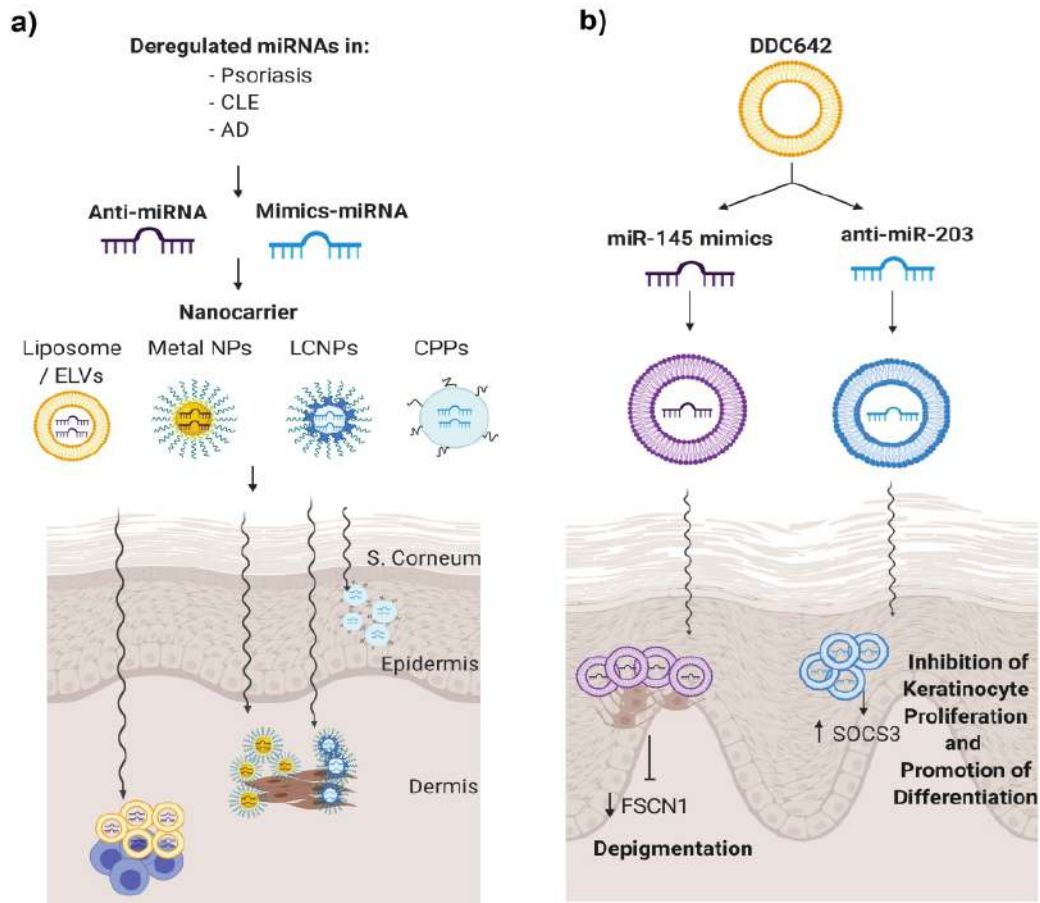 a)
Deregulated miRNAs in:
- Psoriasis
- CLE
- AD
Anti-miRNA
Mimics-miRNA
Nanocarrier
Liposome
/ ELVs
Metal NPs
LCNPs
CPPs
S. Corneum
Epidermis
Dermis
b)
DDC642
miR-145 mimics
anti-miR-203
Inhibition of
Keratinocyte
Proliferation
and
Promotion of
Differentiation
↑ SOCS3
↓ FSCN1
Depigmentation